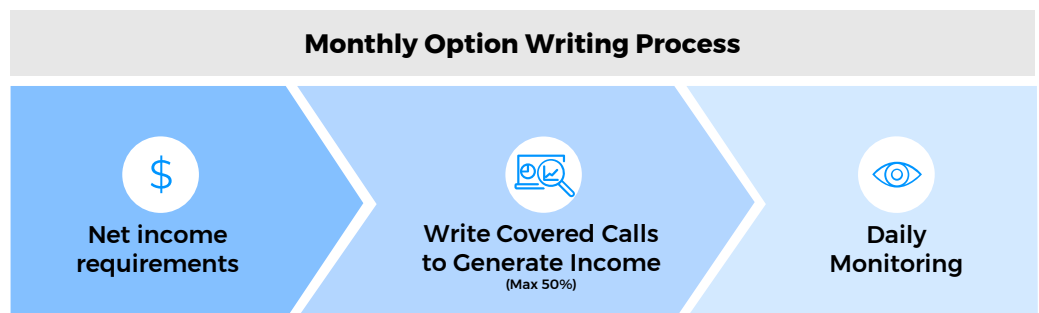 Monthly Option Writing Process
$
Net income
requirements
Write Covered Calls
to Generate Income
(Max 50%)
Daily
Monitoring